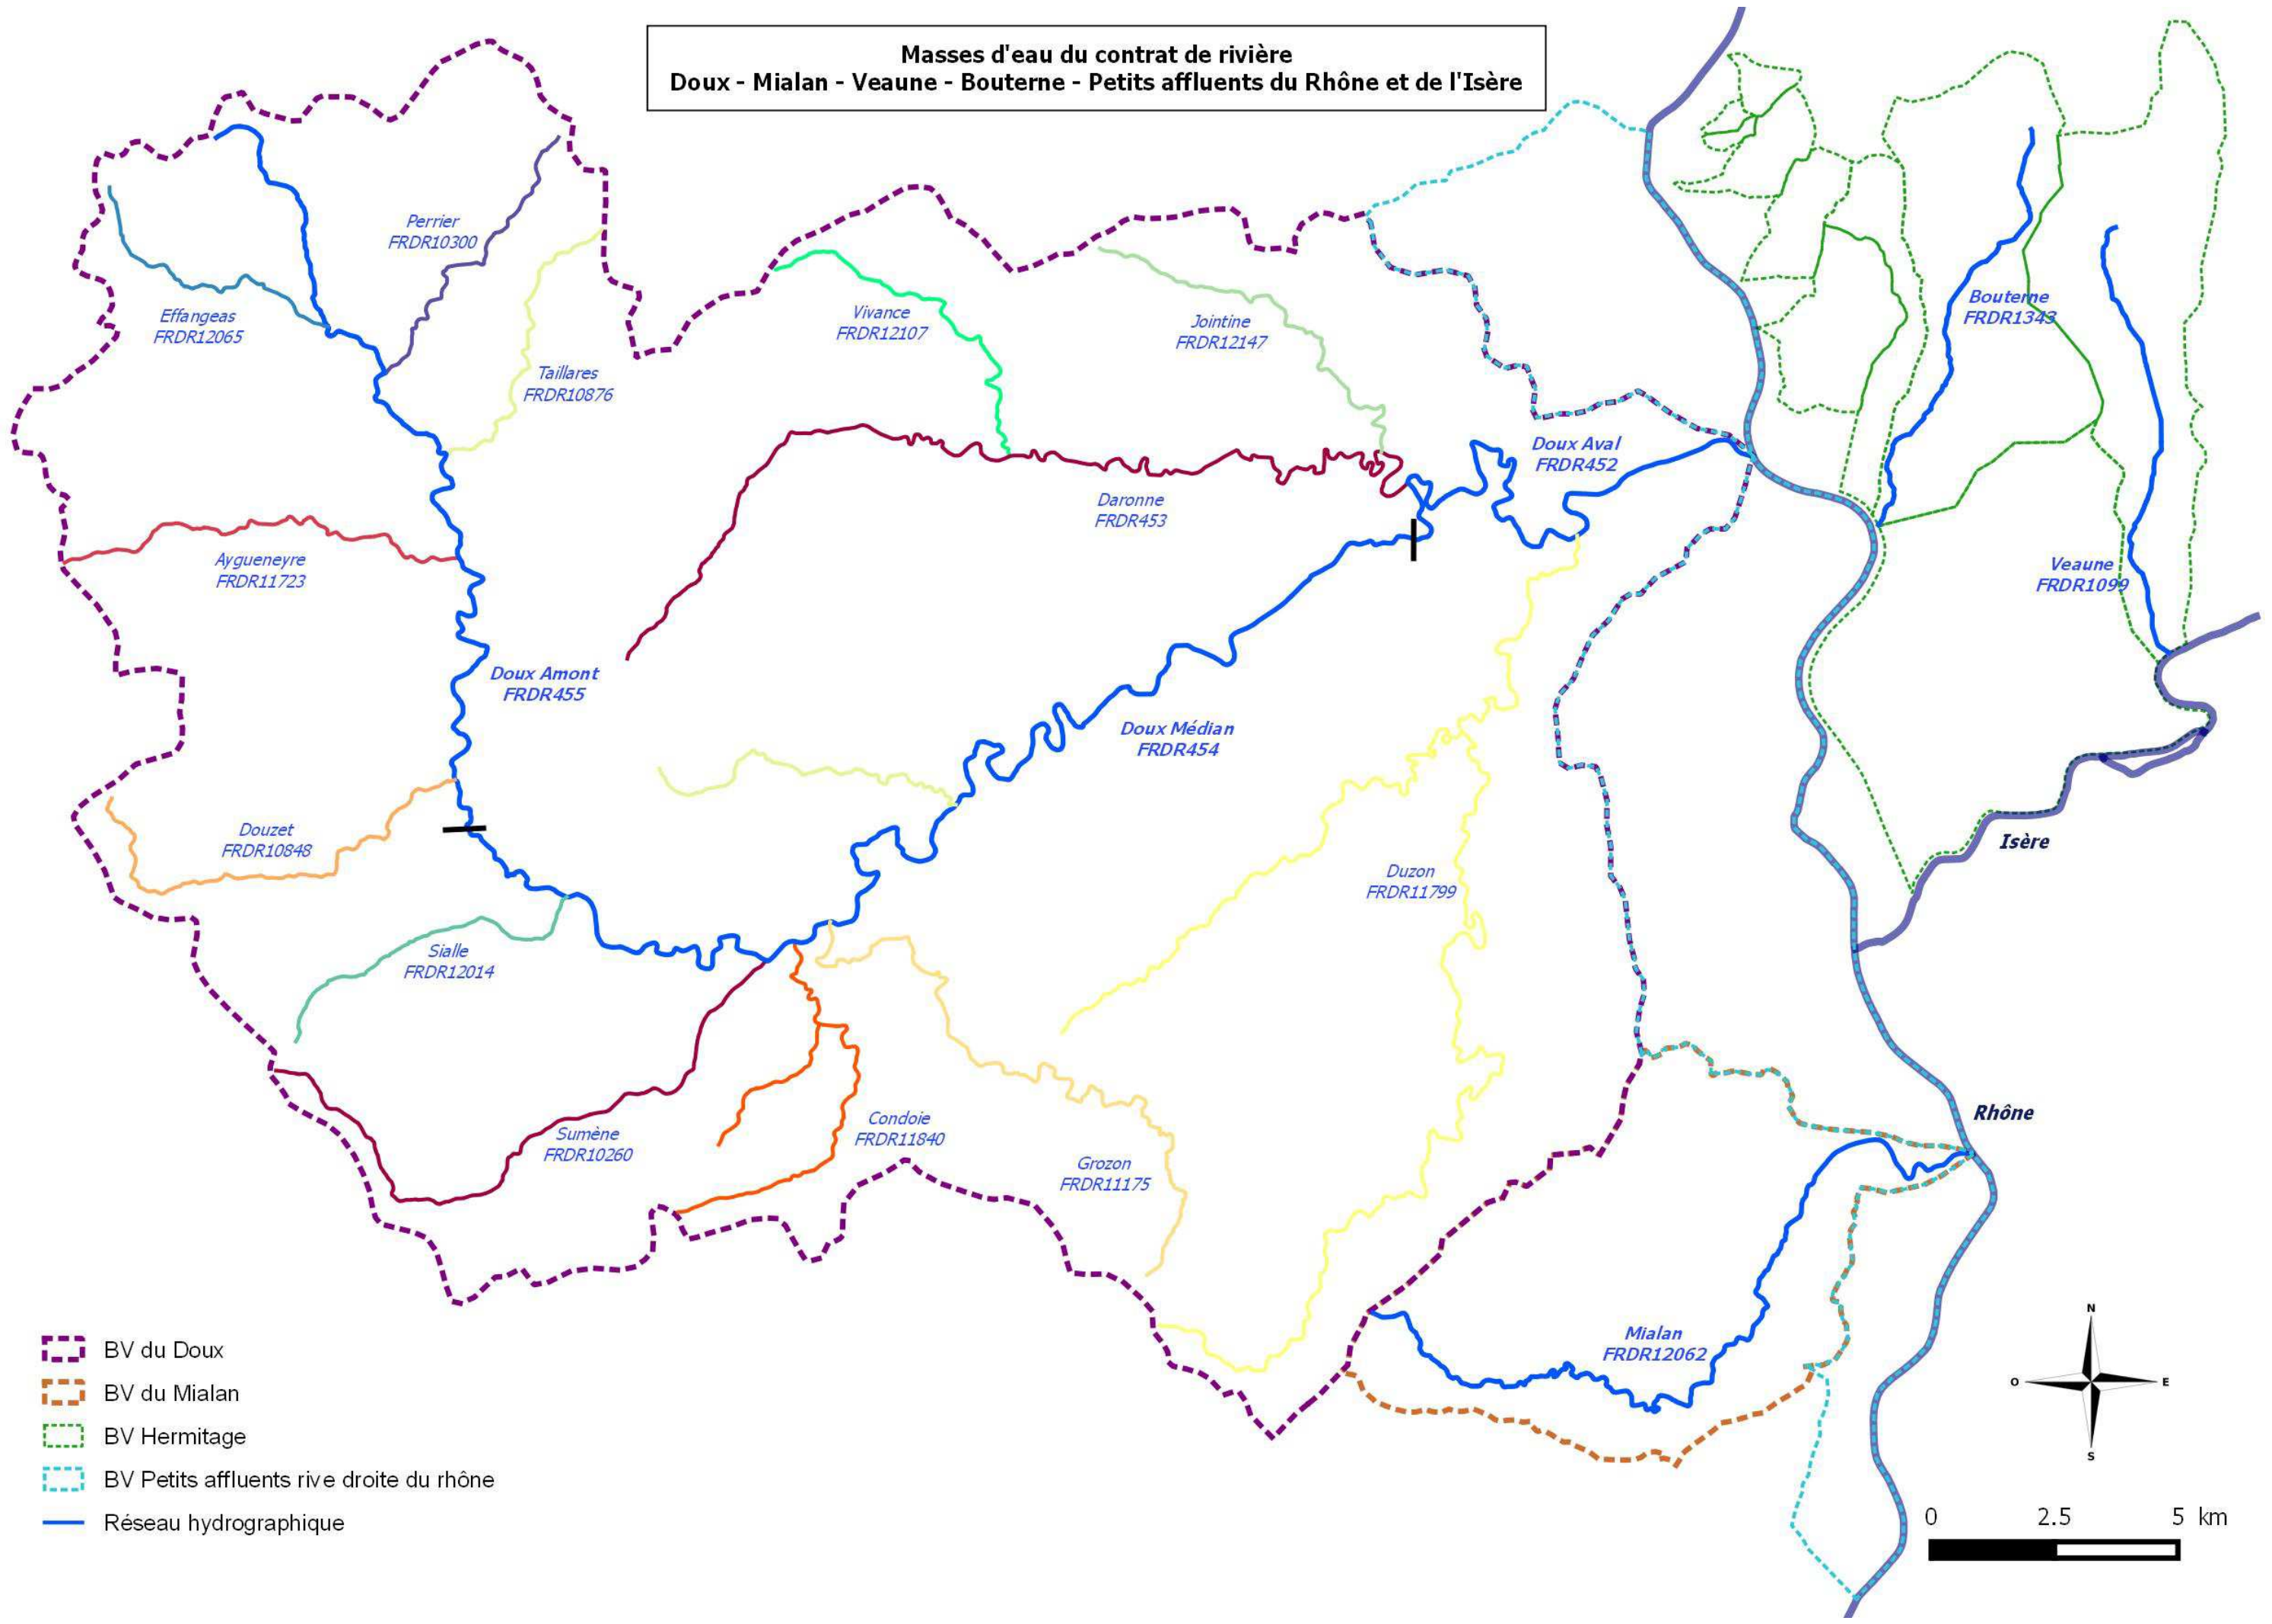 Masses d'eau du contrat de rivière
Doux - Mialan - Veaune - Bouterne - Petits affluents du Rhône et de l'Isère
Perrier
FRDR10300
Effangeas
FRDR12065
Taillares
FRDR10876
Vivance
FRDR12107
Jointine
FRDR12147
Bouterne
FRDR1343
Doux Aval
FRDR452
Daronne
FRDR453
Aygueneyre
FRDR11723
Veaune
FRDR1099
Doux Amont
FRDR455
Doux Médian
FRDR454
Douzet
FRDR10848
Isère
Duzon
FRDR11799
Sialle
FRDR12014
Rhône
Condoie
FRDR11840
Sumène
FRDR10260
Grozon
FRDR11175
Mialan
FRDR12062
BV du Doux
BV du Mialan
BV Hermitage
BV Petits affluents rive droite du rhône
Réseau hydrographique
N
O
E
S
0 2.5 5 km